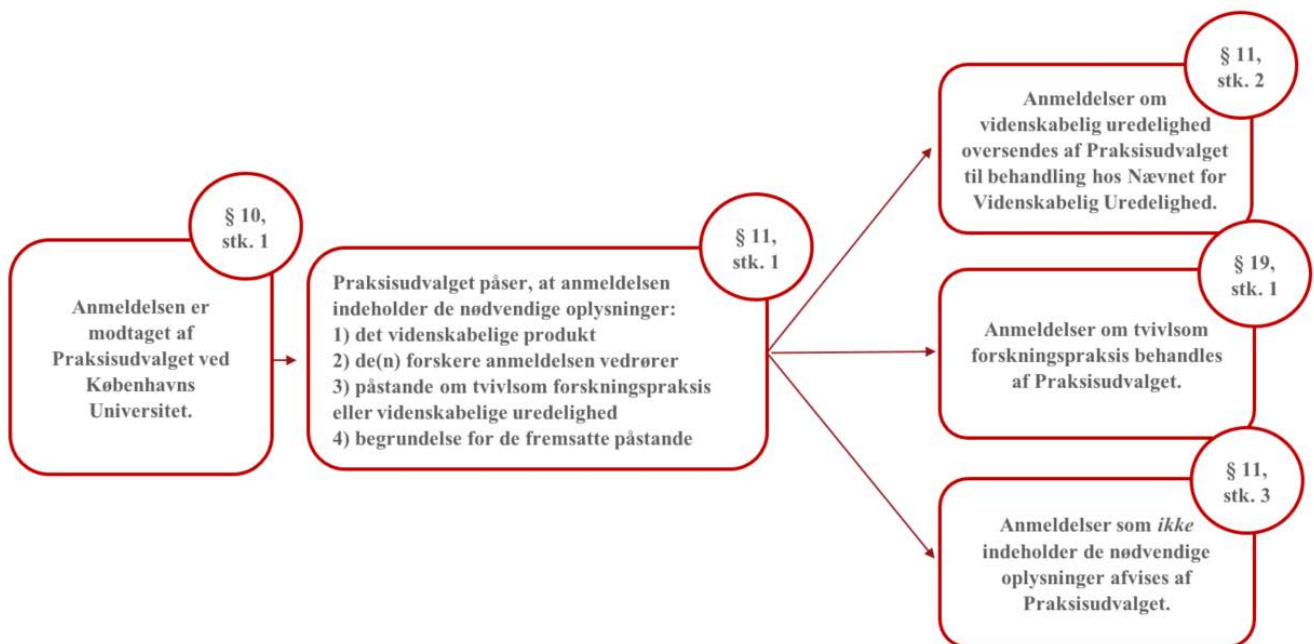 § 10,
stk. 1
Anmeldelsen er
modtaget af
Praksisudvalget ved
Københavns
Universitet.
§ 11,
stk. 1
Praksisudvalget påser, at anmeldelsen
indeholder de nødvendige oplysninger:
1) det videnskabelige produkt
2) de(n) forskere anmeldelsen vedrører
3) påstande om tvivlsom forskningspraksis
eller videnskabelige uredelighed
4) begrundelse for de fremsatte påstande
§ 11,
stk. 2
Anmeldelser om
videnskabelig uredelighed
oversendes af Praksisudvalget
til behandling hos Nævnet for
Videnskabelig Uredelighed.
§ 19,
stk. 1
Anmeldelser om tvivlsom
forskningspraksis behandles
af Praksisudvalget.
§ 11,
stk. 3
Anmeldelser som ikke
indeholder de nødvendige
oplysninger afvises af
Praksisudvalget.